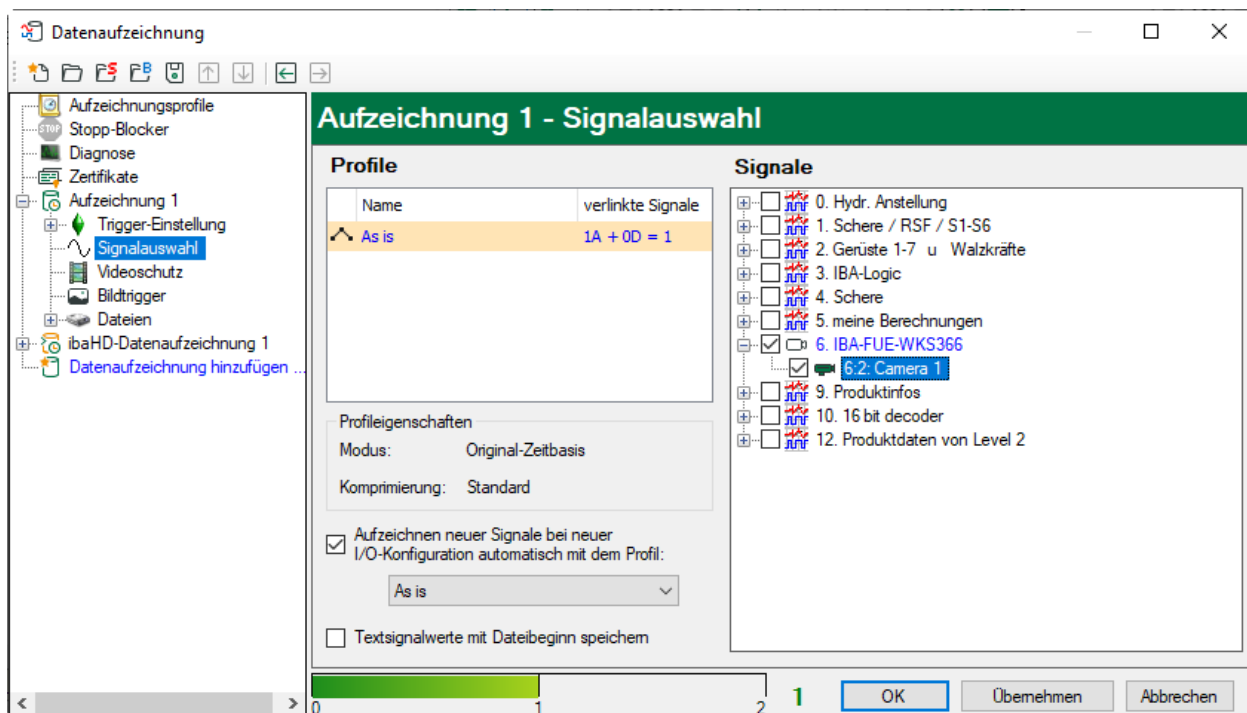 Datenaufzeichnung
Aufzeichnungsprofile
STOP
Stopp-Blocker
Diagnose
Zertifikate
Aufzeichnung 1
Trigger-Einstellung
Signalauswahl
Videoschutz
Bildtrigger
Dateien
ibaHD-Datenaufzeichnung 1
Datenaufzeichnung hinzufügen ...
Aufzeichnung 1 - Signalauswahl
Profile
Name verlinkte Signale
As is 1A + 0D = 1
Profileigenschaften
Modus: Original-Zeitbasis
Komprimierung: Standard
Aufzeichnen neuer Signale bei neuer
I/O-Konfiguration automatisch mit dem Profil:
As is
Textsignalwerte mit Dateibeginn speichern
Signale
0. Hydr. Anstellung
1. Schere / RSF / S1-S6
2. Gerüste 1-7 u Walzkräfte
3. IBA-Logic
4. Schere
5. meine Berechnungen
6. IBA-FUE-WKS366
6:2: Camera 1
9. Produktinfos
10. 16 bit decoder
12. Produktdaten von Level 2
0 1 2
1
OK Übernehmen Abbrechen